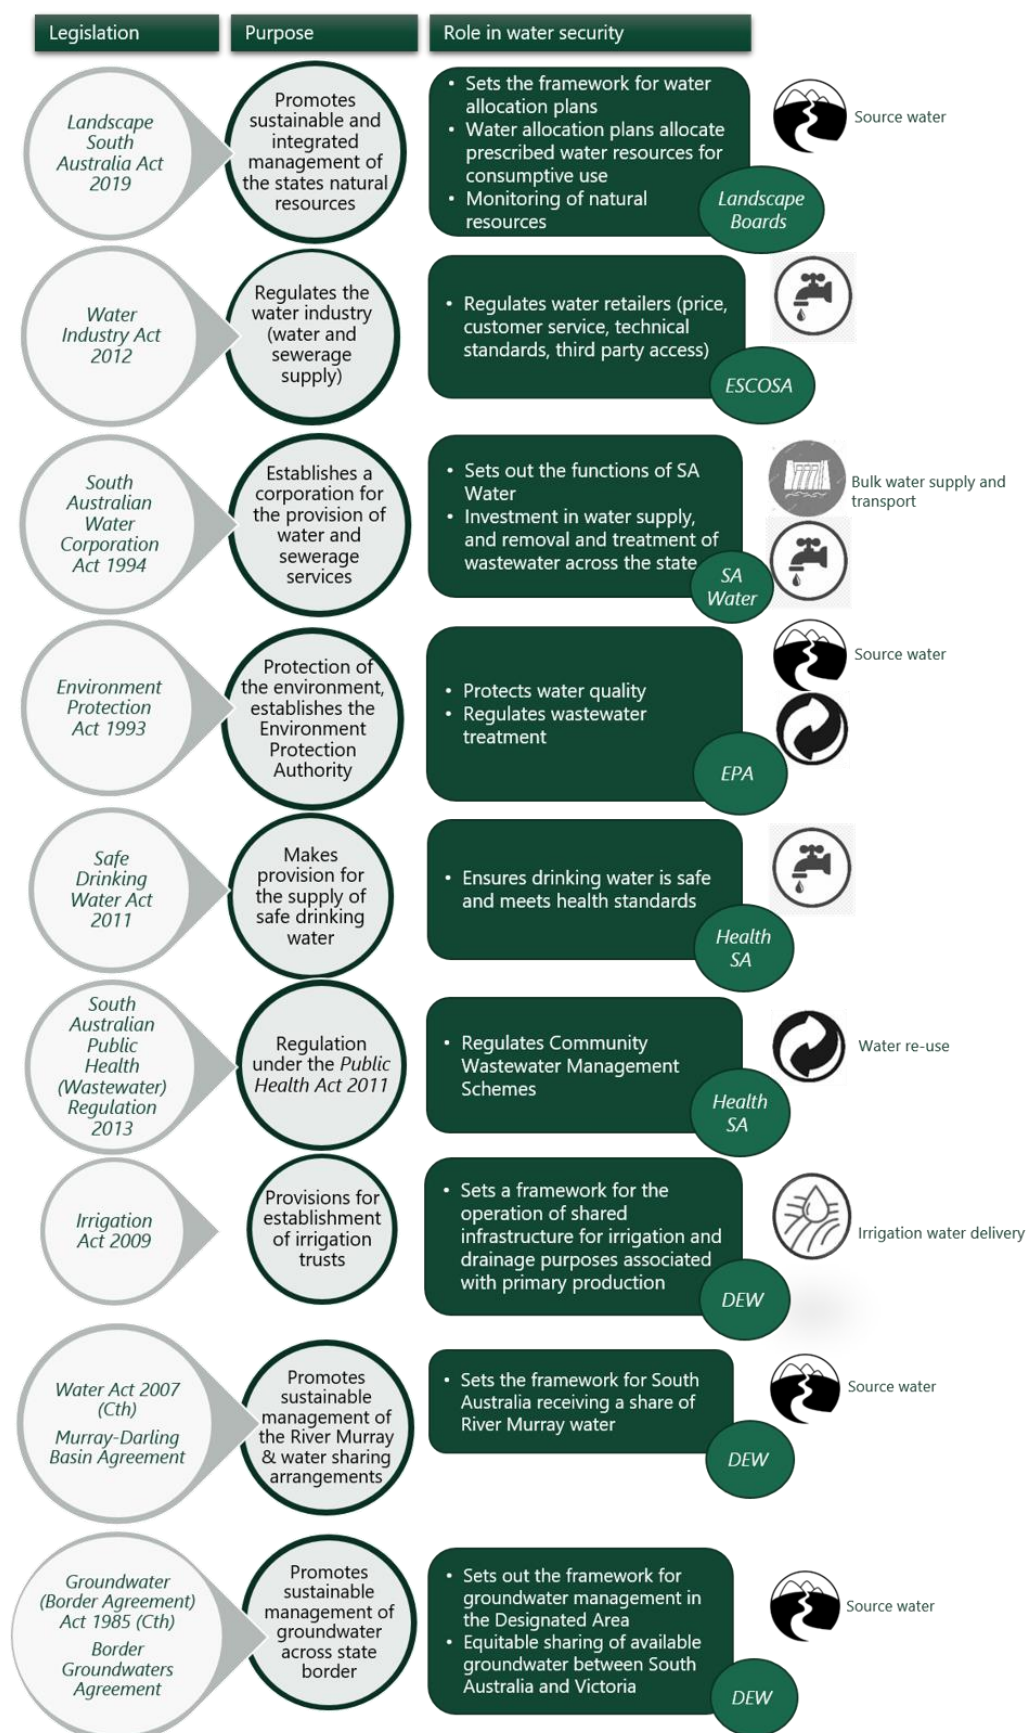 Legislation
Purpose
Role in water security
Landscape
South
Australia Act
2019
Promotes
sustainable and
integrated
management of
the states natural
resources
• Sets the framework for water
allocation plans
• Water allocation plans allocate
prescribed water resources for
consumptive use
• Monitoring of natural
resources
Landscape
Boards
Source water
Water
Industry Act
2012
Regulates the
water industry
(water and
sewerage
supply)
• Regulates water retailers (price,
customer service, technical
standards, third party access)
ESCOSA
South
Australian
Water
Corporation
Act 1994
Establishes a
corporation for
the provision of
water and
sewerage
services
• Sets out the functions of SA
Water
• Investment in water supply,
and removal and treatment of
wastewater across the state
SA
Water
Bulk water supply and
transport
Environment
Protection
Act 1993
Protection of
the environment,
establishes the
Environment
Protection
Authority
• Protects water quality
• Regulates wastewater
treatment
EPA
Source water
Safe
Drinking
Water Act
2011
Makes
provision for
the supply of
safe drinking
water
• Ensures drinking water is safe
and meets health standards
Health
SA
South
Australian
Public
Health
(Wastewater)
Regulation
2013
Regulation
under the Public
Health Act 2011
• Regulates Community
Wastewater Management
Schemes
Health
SA
Water re-use
Irrigation
Act 2009
Provisions for
establishment
of irrigation
trusts
• Sets a framework for the
operation of shared
infrastructure for irrigation and
drainage purposes associated
with primary production
DEW
Irrigation water delivery
Water Act 2007
(Cth)
Murray-Darling
Basin Agreement
Promotes
sustainable
management of
the River Murray
& water sharing
arrangements
• Sets the framework for South
Australia receiving a share of
River Murray water
DEW
Source water
Groundwater
(Border Agreement)
Act 1985 (Cth)
Border
Groundwaters
Agreement
Promotes
sustainable
management of
groundwater
across state
border
• Sets out the framework for
groundwater management in
the Designated Area
• Equitable sharing of available
groundwater between South
Australia and Victoria
DEW
Source water